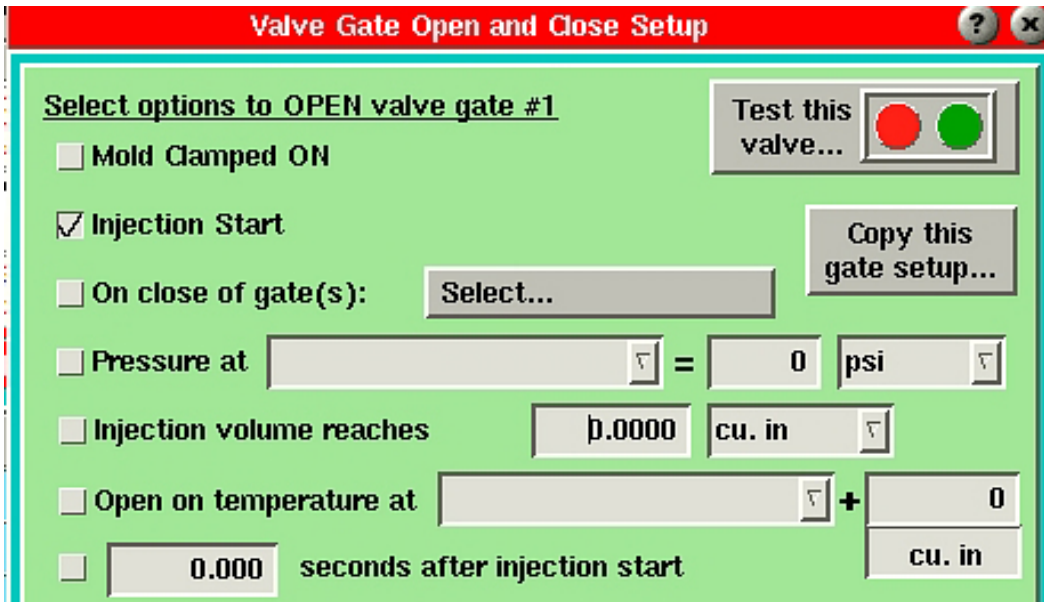 Valve Gate Open and Close Setup ? x
Select options to OPEN valve gate #1
Test this
valve...
Mold Clamped ON
Injection Start
Copy this
gate setup...
On close of gate(s): Select...
Pressure at = 0 psi
Injection volume reaches 0.0000 cu. in
Open on temperature at + 0
cu. in
0.000 seconds after injection start